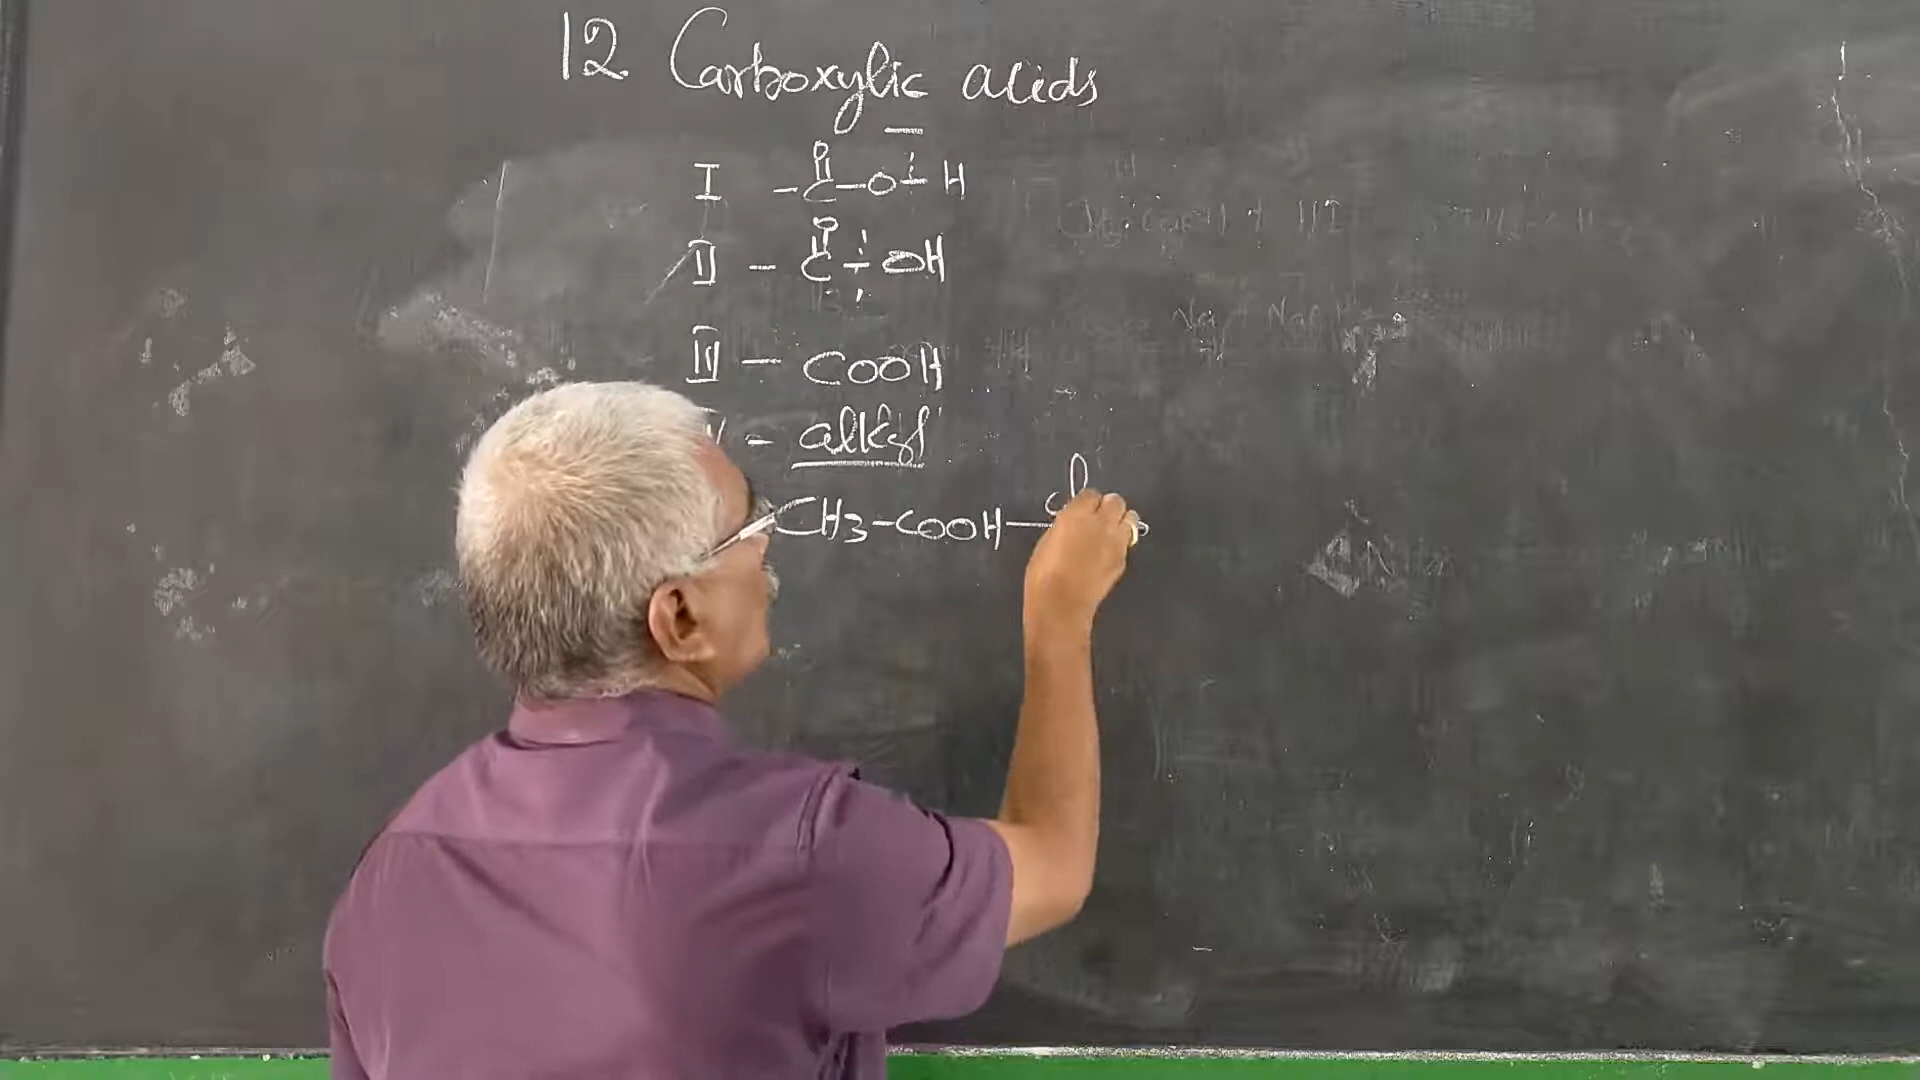 12 Carboxylic acids
O
I -C-O-H
O
II - C-OH
III - COOH
- alkyl
CH3-COOH